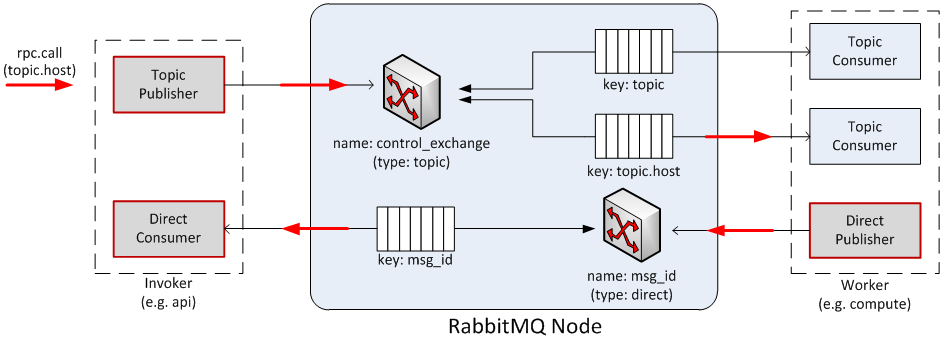 rpc.call
(topic.host)
Topic
Publisher
Direct
Consumer
Invoker
(e.g. api)
name: control_exchange
(type: topic)
key: topic
key: topic.host
key: msg_id
name: msg_id
(type: direct)
Topic
Consumer
Topic
Consumer
Direct
Publisher
Worker
(e.g. compute)
RabbitMQ Node